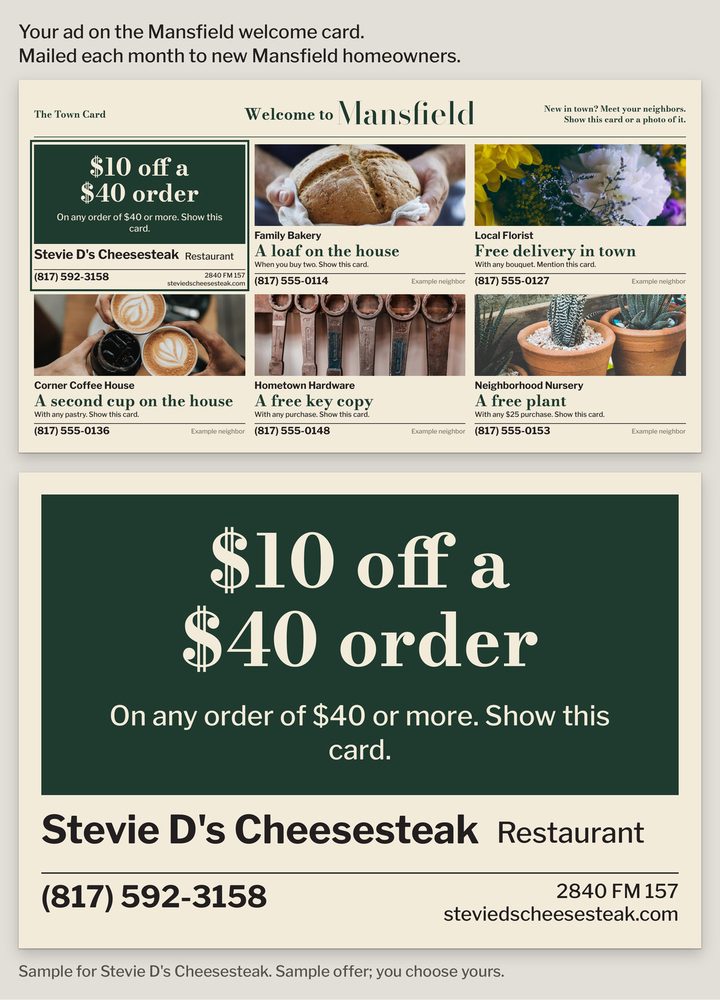 Your ad on the Mansfield welcome card.
Mailed each month to new Mansfield homeowners.
The Town Card
Welcome to Mansfield
New in town? Meet your neighbors.
Show this card or a photo of it.
$10 off a
$40 order
On any order of $40 or more. Show this
card.
Stevie D's Cheesesteak Restaurant
(817) 592-3158
2840 FM 157
steviedscheesesteak.com
Family Bakery
A loaf on the house
When you buy two. Show this card.
(817) 555-0114
Example neighbor
Local Florist
Free delivery in town
With any bouquet. Mention this card.
(817) 555-0127
Example neighbor
Corner Coffee House
A second cup on the house
With any pastry. Show this card.
(817) 555-0136
Example neighbor
Hometown Hardware
A free key copy
With any purchase. Show this card.
(817) 555-0148
Example neighbor
Neighborhood Nursery
A free plant
With any $25 purchase. Show this card.
(817) 555-0153
Example neighbor
$10 off a
$40 order
On any order of $40 or more. Show this
card.
Stevie D's Cheesesteak Restaurant
(817) 592-3158
2840 FM 157
steviedscheesesteak.com
Sample for Stevie D's Cheesesteak. Sample offer; you choose yours.